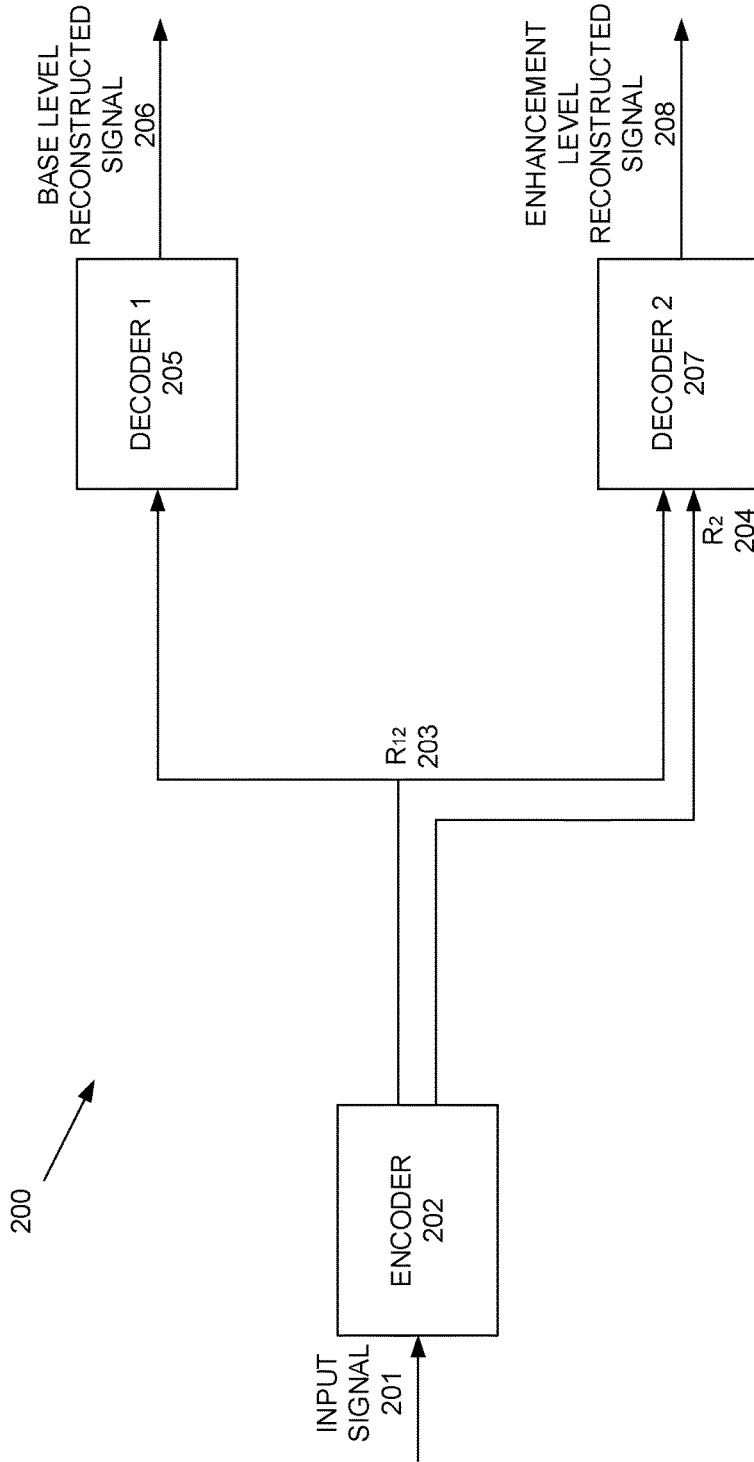 200
INPUT
SIGNAL
201
ENCODER
202
R12
203
DECODER 1
205
BASE LEVEL
RECONSTRUCTED
SIGNAL
206
R2
204
DECODER 2
207
ENHANCEMENT
LEVEL
RECONSTRUCTED
SIGNAL
208